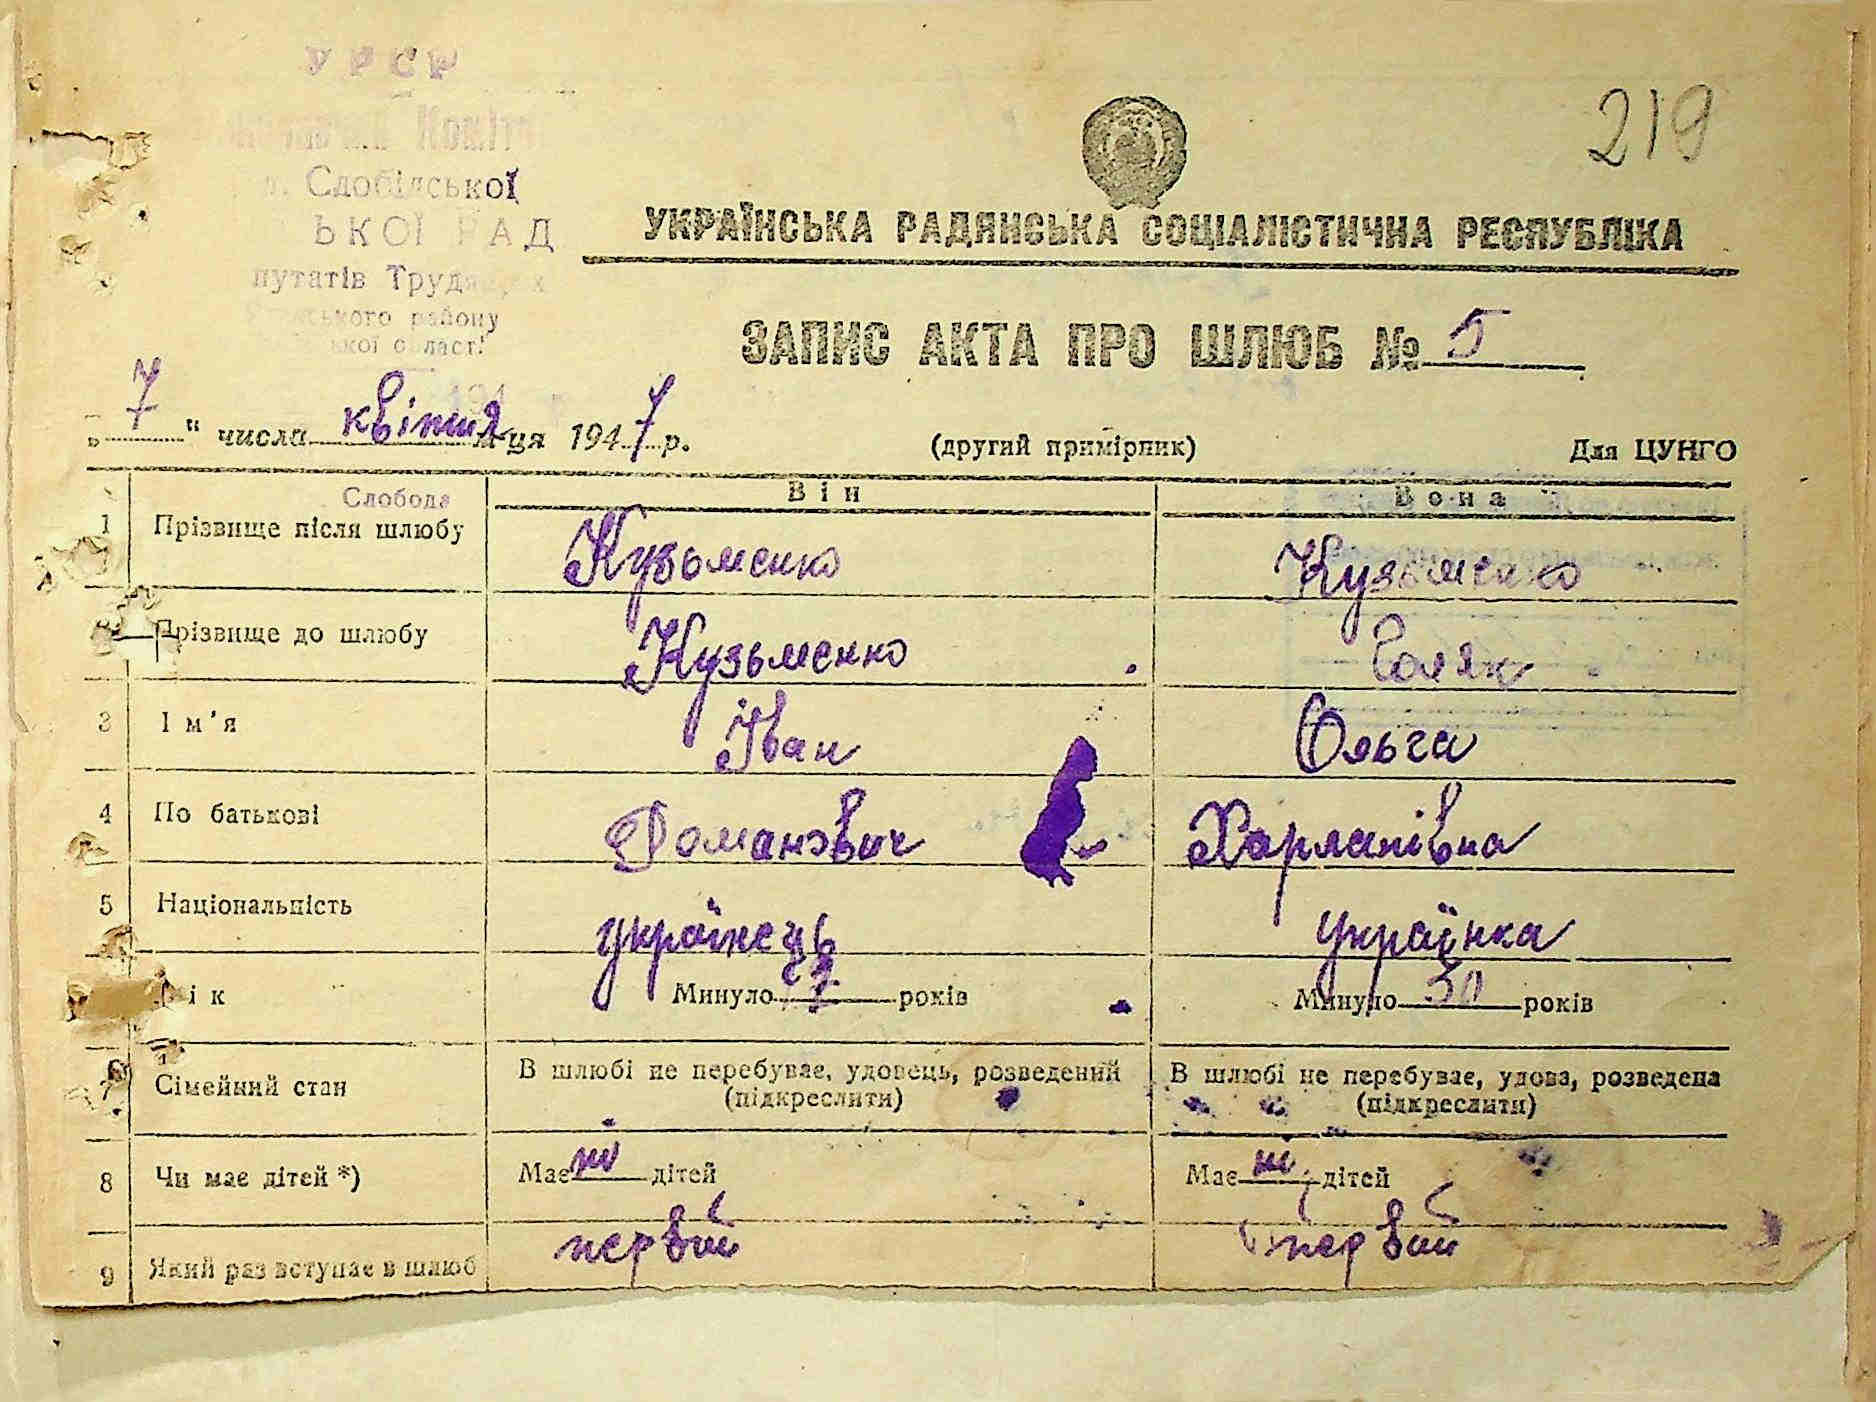 УРСР
219
Слобідської
ЬКОЇ РАД
путатів Трудящих
району
УКРАЇНСЬКА РАДЯНСЬКА СОЦІАЛІСТИЧНА РЕСПУБЛІКА
ЗАПИС АКТА ПРО ШЛЮБ № 5
„7" числа квітня м-ця 1947 р. (другий примірник) Для ЦУНГО
Слобода Він Вона
1 Прізвище після шлюбу Кузьменко Кузьменко
Прізвище до шлюбу Кузьменко
3 Ім'я Іван Ольга
4 По батькові Романович Харлапівна
5 Національність українець українка
ік Минуло років Минуло 30 років
7 Сімейний стан В шлюбі не перебуває, удовець, розведений (підкреслити) В шлюбі не перебуває, удова, розведена (підкреслити)
8 Чи має дітей *) Має ні дітей Має ні дітей
9 Який раз вступає в шлюб первий первий